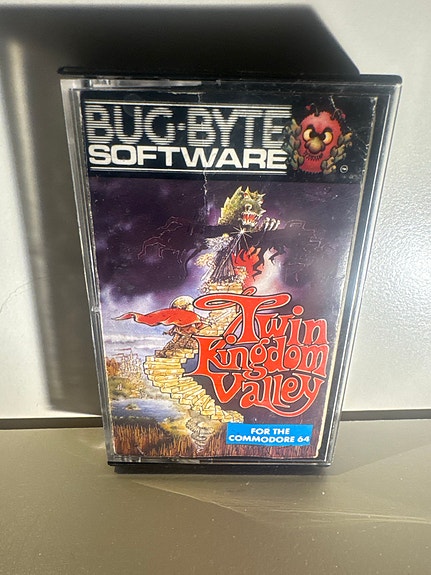 BUG-BYTE
SOFTWARE
Twin
Kingdom
Valley
FOR THE
COMMODORE 64